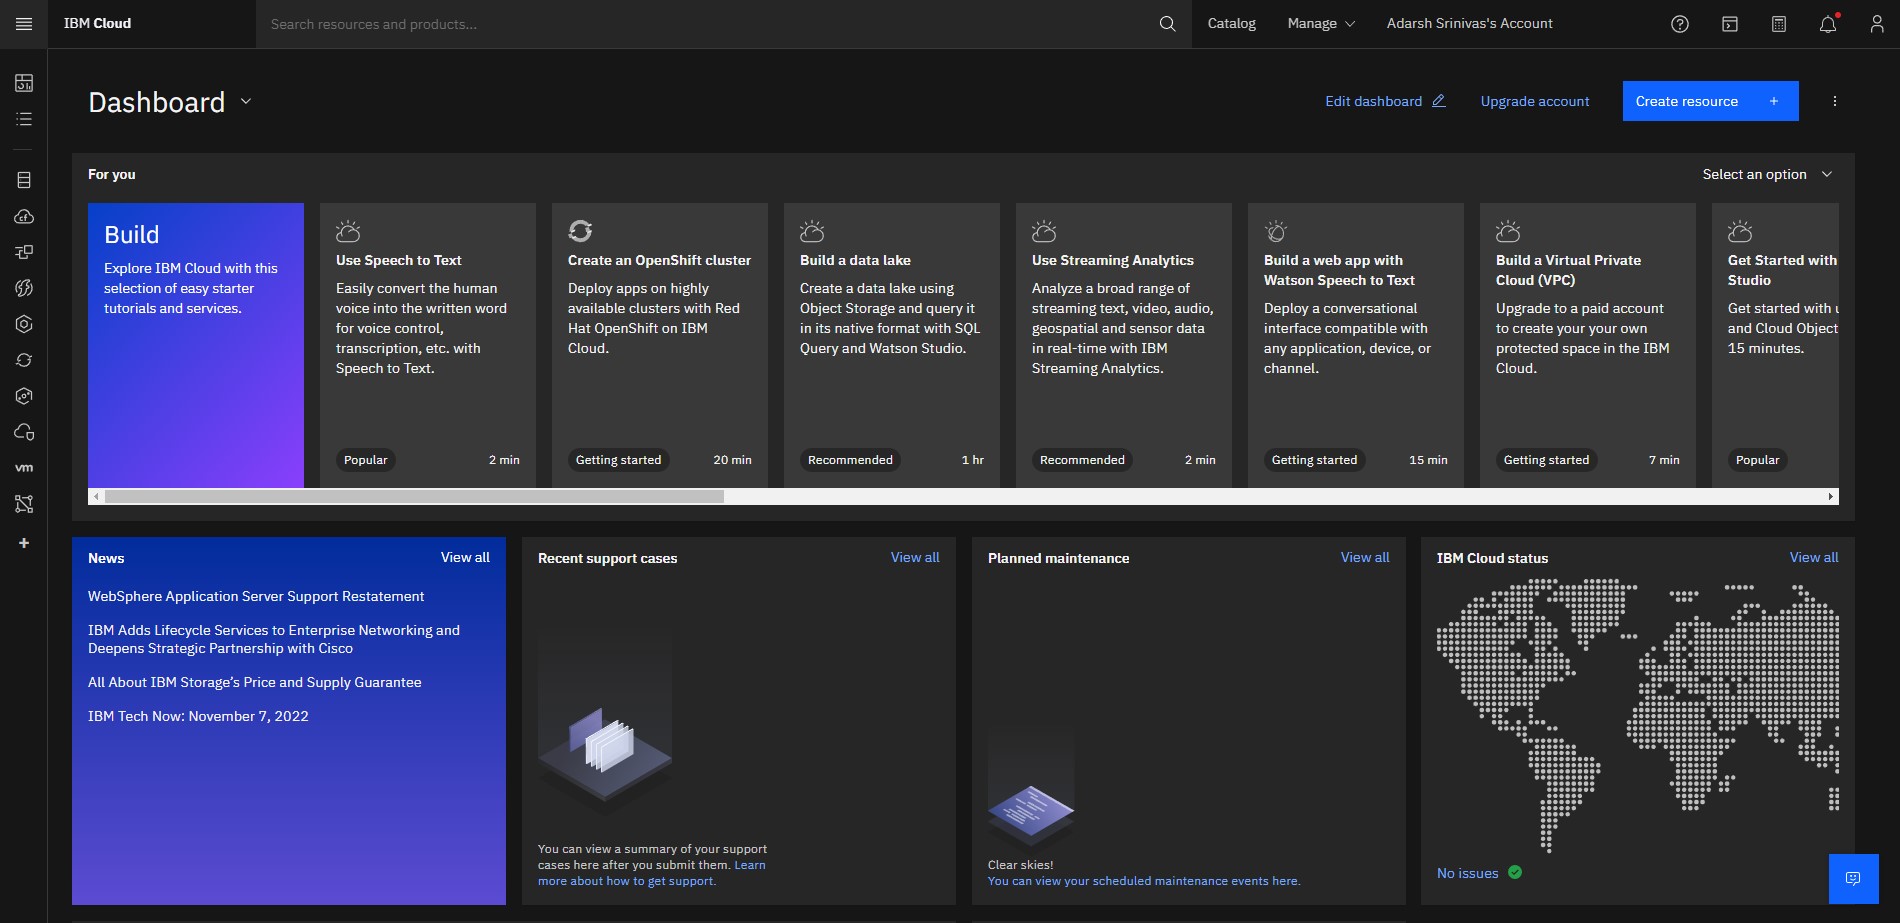 IBM Cloud
Search resources and products...
Catalog
Manage
Adarsh Srinivas's Account
Dashboard
Edit dashboard
Upgrade account
Create resource +
For you
Select an option
Build
Explore IBM Cloud with this
selection of easy starter
tutorials and services.
Use Speech to Text
Easily convert the human
voice into the written word
for voice control,
transcription, etc. with
Speech to Text.
Popular
2 min
Create an OpenShift cluster
Deploy apps on highly
available clusters with Red
Hat OpenShift on IBM
Cloud.
Getting started
20 min
Build a data lake
Create a data lake using
Object Storage and query it
in its native format with SQL
Query and Watson Studio.
Recommended
1 hr
Use Streaming Analytics
Analyze a broad range of
streaming text, video, audio,
geospatial and sensor data
in real-time with IBM
Streaming Analytics.
Recommended
2 min
Build a web app with
Watson Speech to Text
Deploy a conversational
interface compatible with
any application, device, or
channel.
Getting started
15 min
Build a Virtual Private
Cloud (VPC)
Upgrade to a paid account
to create your your own
protected space in the IBM
Cloud.
Getting started
7 min
Get Started with
Studio
Get started with
and Cloud Object
15 minutes.
Popular
cf
vm
+
News
View all
WebSphere Application Server Support Restatement
IBM Adds Lifecycle Services to Enterprise Networking and
Deepens Strategic Partnership with Cisco
All About IBM Storage’s Price and Supply Guarantee
IBM Tech Now: November 7, 2022
Recent support cases
View all
You can view a summary of your support
cases here after you submit them. Learn
more about how to get support.
Planned maintenance
View all
Clear skies!
You can view your scheduled maintenance events here.
IBM Cloud status
View all
No issues